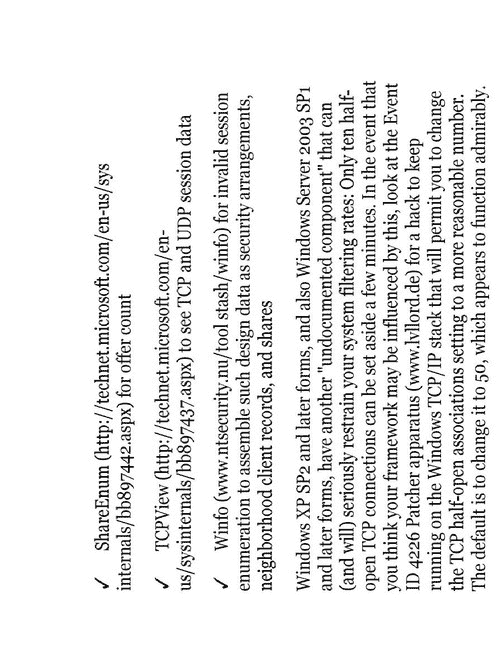 ✓ ShareEnum (http://technet.microsoft.com/en-us/sys
internals/bb897442.aspx) for offer count
✓ TCPView (http://technet.microsoft.com/en-
us/sysinternals/bb897437.aspx) to see TCP and UDP session data
✓ Winfo (www.ntsecurity.nu/tool stash/winfo) for invalid session
enumeration to assemble such design data as security arrangements,
neighborhood client records, and shares
Windows XP SP2 and later forms, and also Windows Server 2003 SP1
and later forms, have another "undocumented component" that can
(and will) seriously restrain your system filtering rates: Only ten half-
open TCP connections can be set aside a few minutes. In the event that
you think your framework may be influenced by this, look at the Event
ID 4226 Patcher apparatus (www.lvllord.de) for a hack to keep
running on the Windows TCP/IP stack that will permit you to change
the TCP half-open associations setting to a more reasonable number.
The default is to change it to 50, which appears to function admirably.